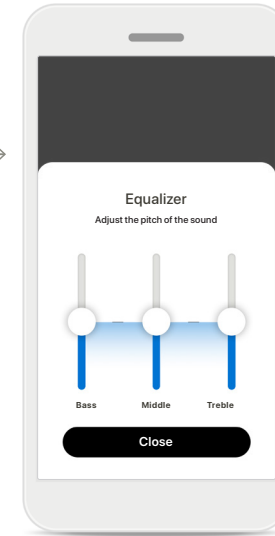 Equalizer
Adjust the pitch of the sound
Bass Middle Treble
Close